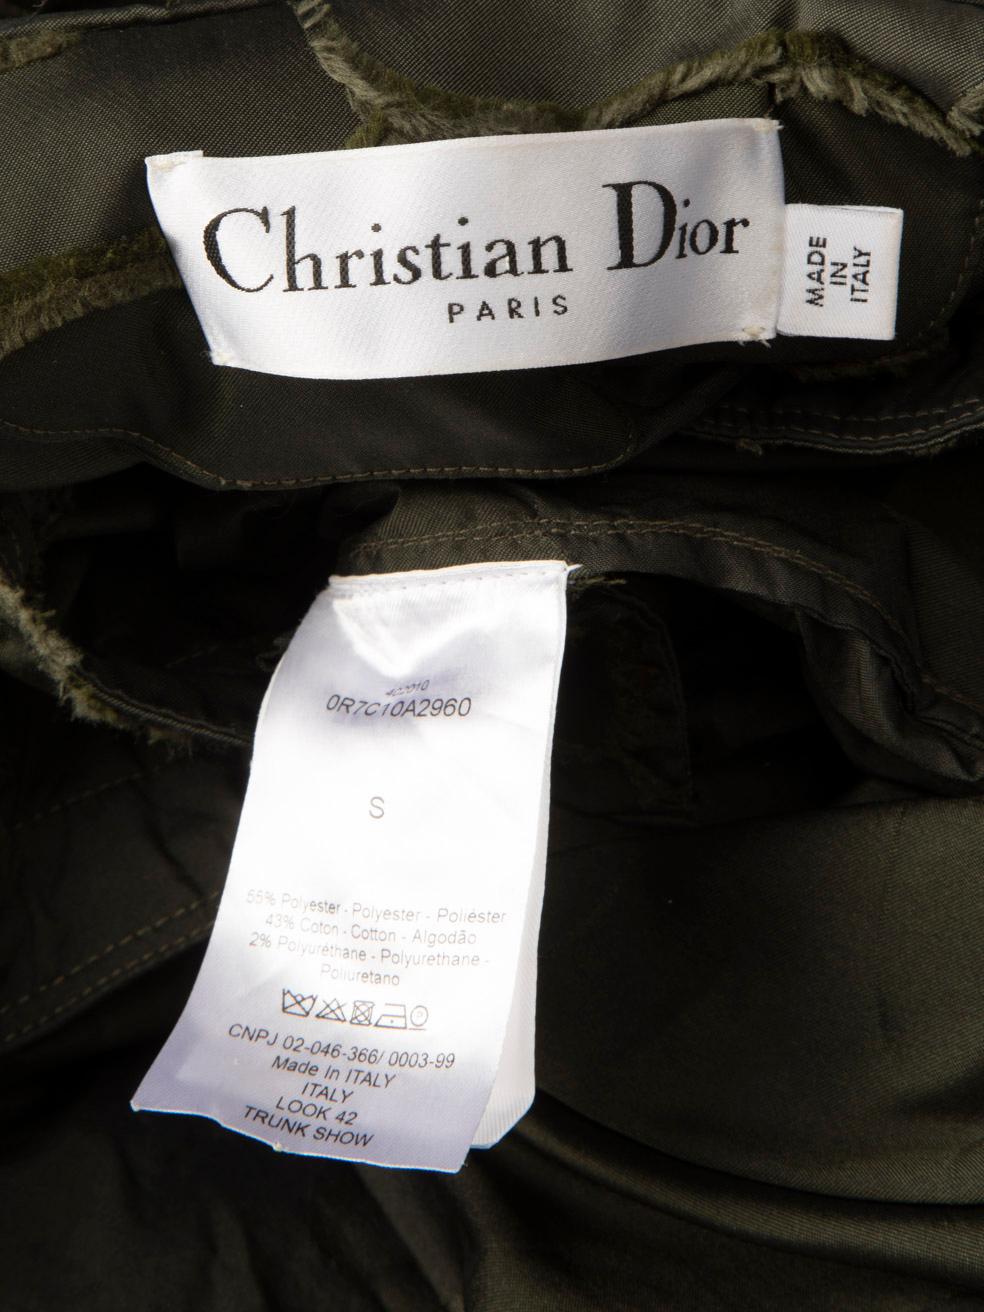 Christian Dior
PARIS
MADE
IN
ITALY
0R7C10A2960
S
55% Polyester - Polyester - Poliéster
43% Coton - Cotton - Algodão
2% Polyuréthane - Polyurethane -
Poliuretano
CNPJ 02-046-366/ 0003-99
Made In ITALY
ITALY
LOOK 42
TRUNK SHOW